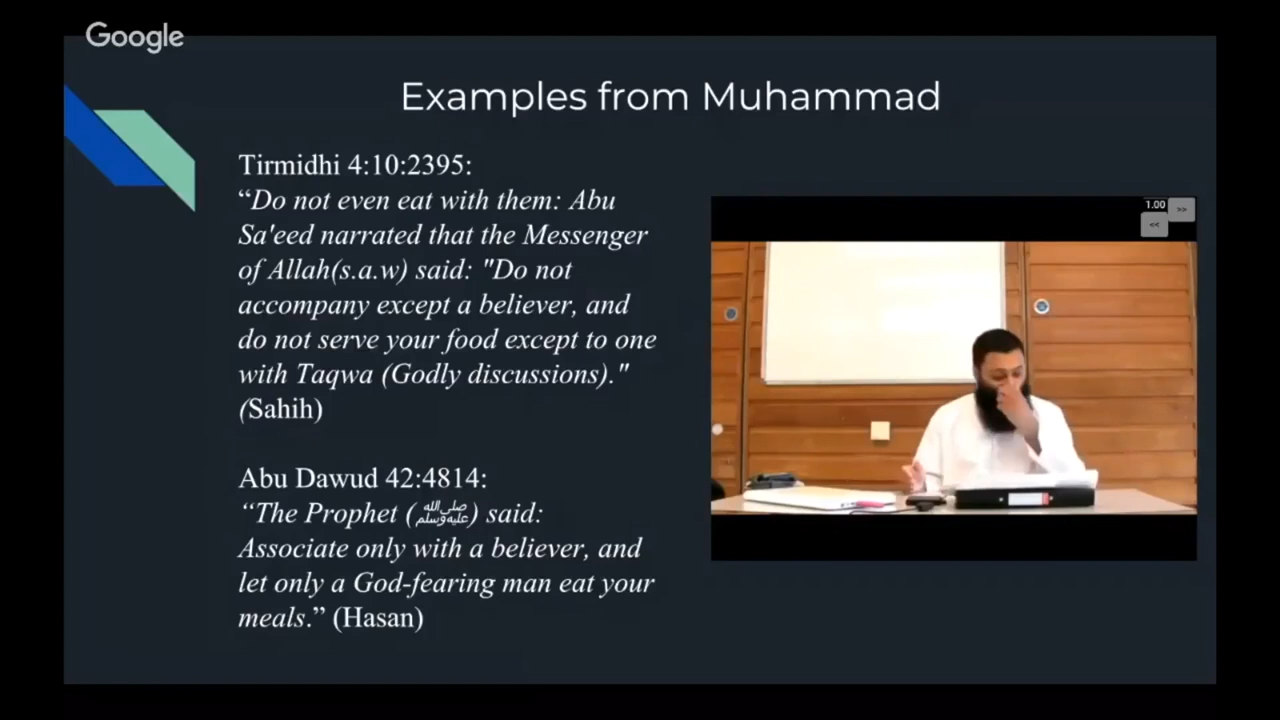 Google
Examples from Muhammad
Tirmidhi 4:10:2395:
“Do not even eat with them: Abu
Sa'eed narrated that the Messenger
of Allah(s.a.w) said: "Do not
accompany except a believer, and
do not serve your food except to one
with Taqwa (Godly discussions)."
(Sahih)
Abu Dawud 42:4814:
“The Prophet (ﷺ) said:
Associate only with a believer, and
let only a God-fearing man eat your
meals.” (Hasan)
1.00
>>
<<